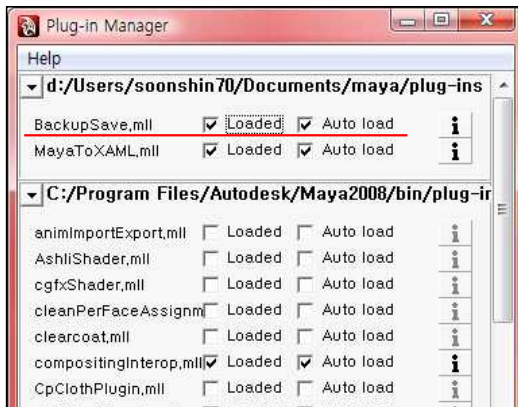 Plug-in Manager
Help
d:/Users/soonshin70/Documents/maya/plug-ins
BackupSave,mll Loaded Auto load i
MayaToXAML,mll Loaded Auto load i
C:/Program Files/Autodesk/Maya2008/bin/plug-ir
animImportExport,mll Loaded Auto load i
AshliShader,mll Loaded Auto load i
cgfxShader,mll Loaded Auto load i
cleanPerFaceAssignm Loaded Auto load i
clearcoat,mll Loaded Auto load i
compositingInterop,mll Loaded Auto load i
CpClothPlugin,mll Loaded Auto load i